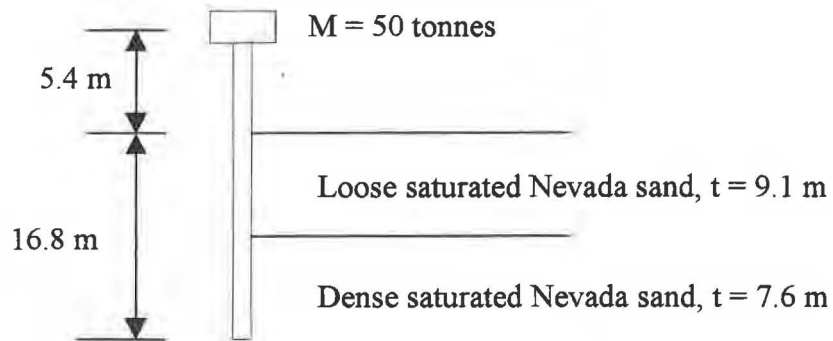 M = 50 tonnes
5.4 m
Loose saturated Nevada sand, t = 9.1 m
16.8 m
Dense saturated Nevada sand, t = 7.6 m